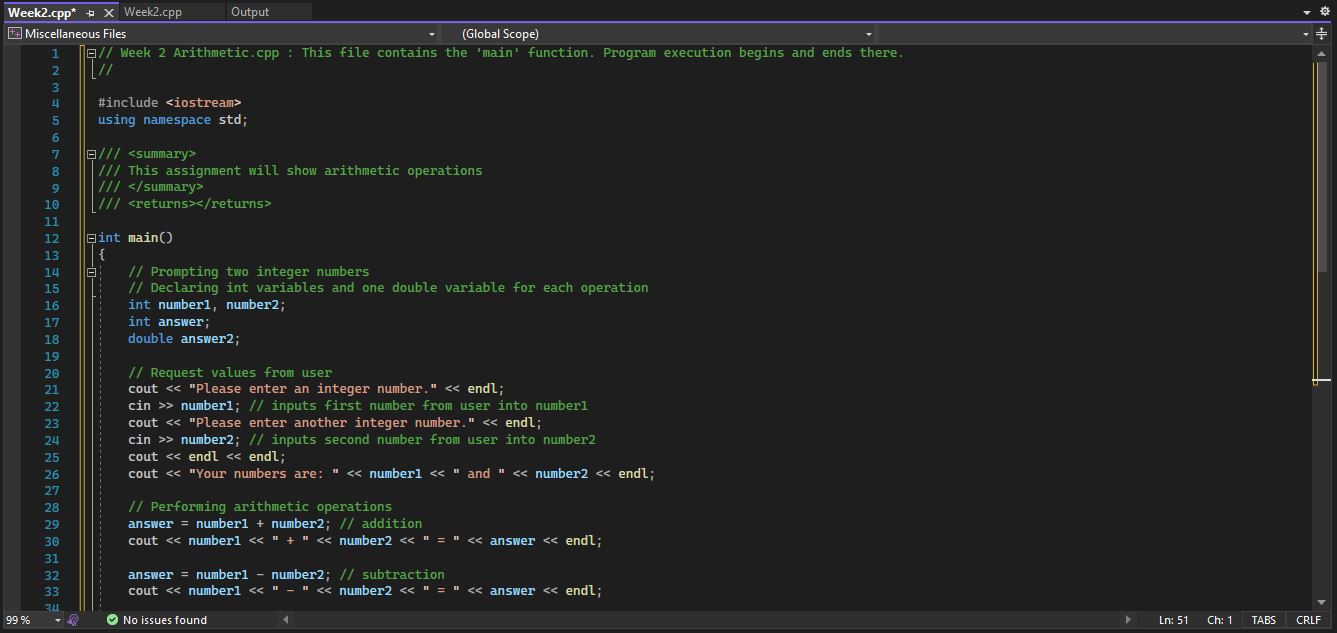 Week2.cpp* Week2.cpp Output
Miscellaneous Files (Global Scope)
1 // Week 2 Arithmetic.cpp : This file contains the 'main' function. Program execution begins and ends there.
2 //
3
4 #include <iostream>
5 using namespace std;
6
7 /// <summary>
8 /// This assignment will show arithmetic operations
9 /// </summary>
10 /// <returns></returns>
11
12 int main()
13 {
14 // Prompting two integer numbers
15 // Declaring int variables and one double variable for each operation
16 int number1, number2;
17 int answer;
18 double answer2;
19
20 // Request values from user
21 cout << "Please enter an integer number." << endl;
22 cin >> number1; // inputs first number from user into number1
23 cout << "Please enter another integer number." << endl;
24 cin >> number2; // inputs second number from user into number2
25 cout << endl << endl;
26 cout << "Your numbers are: " << number1 << " and " << number2 << endl;
27
28 // Performing arithmetic operations
29 answer = number1 + number2; // addition
30 cout << number1 << " + " << number2 << " = " << answer << endl;
31
32 answer = number1 - number2; // subtraction
33 cout << number1 << " - " << number2 << " = " << answer << endl;
34
99 % No issues found Ln: 51 Ch: 1 TABS CRLF